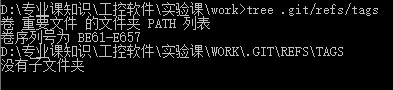 D:\专业课知识\工控软件\实验课\work>tree .git/refs/tags
卷 重要文件 的文件夹 PATH 列表
卷序列号为 BE61-E657
D:\专业课知识\工控软件\实验课\WORK\.GIT\REFS\TAGS
没有子文件夹